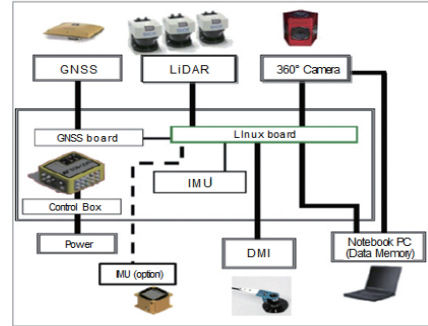 GNSS
LiDAR
360° Camera
GNSS board
Linux board
IMU
Control Box
Power
IMU (option)
DMI
Notebook PC
(Data Memory)